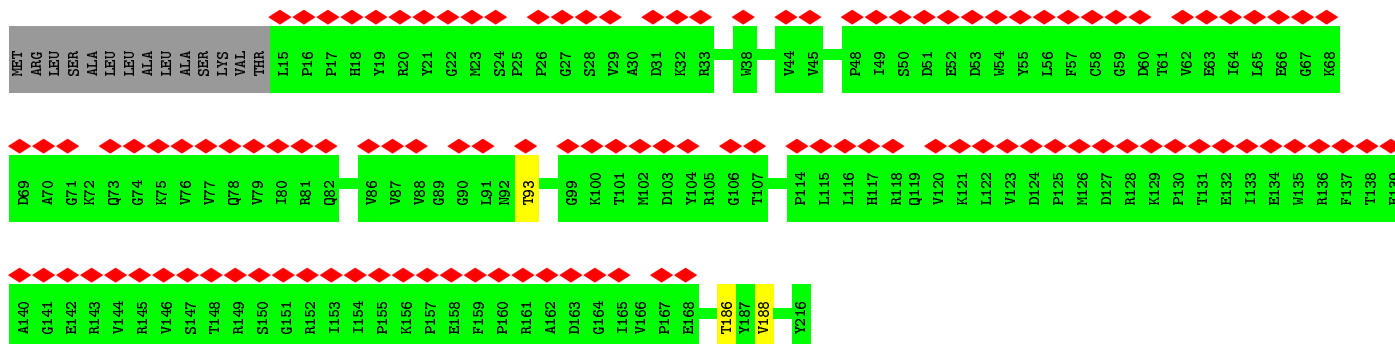 MET ARG LEU SER ALA LEU LEU ALA LEU ALA SER LYS VAL THR L15 P16 P17 H18 Y19 R20 Y21 G22 M23 S24 P25 P26 G27 S28 V29 A30 D31 K32 R33 W38 V44 V45 P48 I49 S50 D51 E52 D53 W54 Y55 L56 F57 C58 G59 D60 T61 V62 E63 I64 L65 E66 G67 K68
D69 A70 G71 K72 Q73 G74 K75 V76 V77 Q78 V79 I80 R81 Q82 V86 V87 V88 G89 G90 L91 N92 T93 G99 K100 T101 M102 D103 Y104 R105 G106 T107 P114 L115 L116 H117 R118 Q119 V120 K121 L122 V123 D124 P125 M126 D127 R128 K129 P130 T131 E132 I133 E134 W135 R136 F137 T138 E139
A140 G141 E142 R143 V144 R145 V146 S147 T148 R149 S150 G151 R152 I153 I154 P155 K156 P157 E158 F159 P160 R161 A162 D163 G164 I165 V166 P167 E168 T186 Y187 V188 Y216